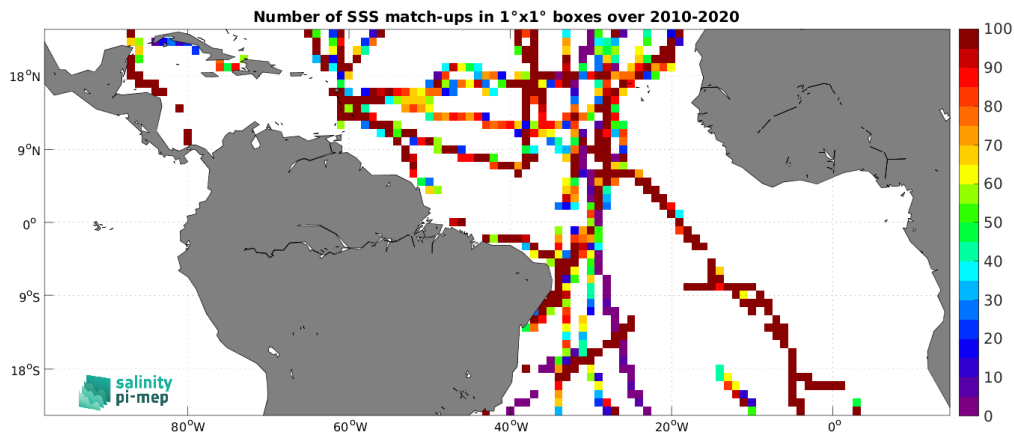 Number of SSS match-ups in 1°x1° boxes over 2010-2020
18°N
9°N
0°
9°S
18°S
80°W
60°W
40°W
20°W
0°
100
90
80
70
60
50
40
30
20
10
0
salinity
pi-mep